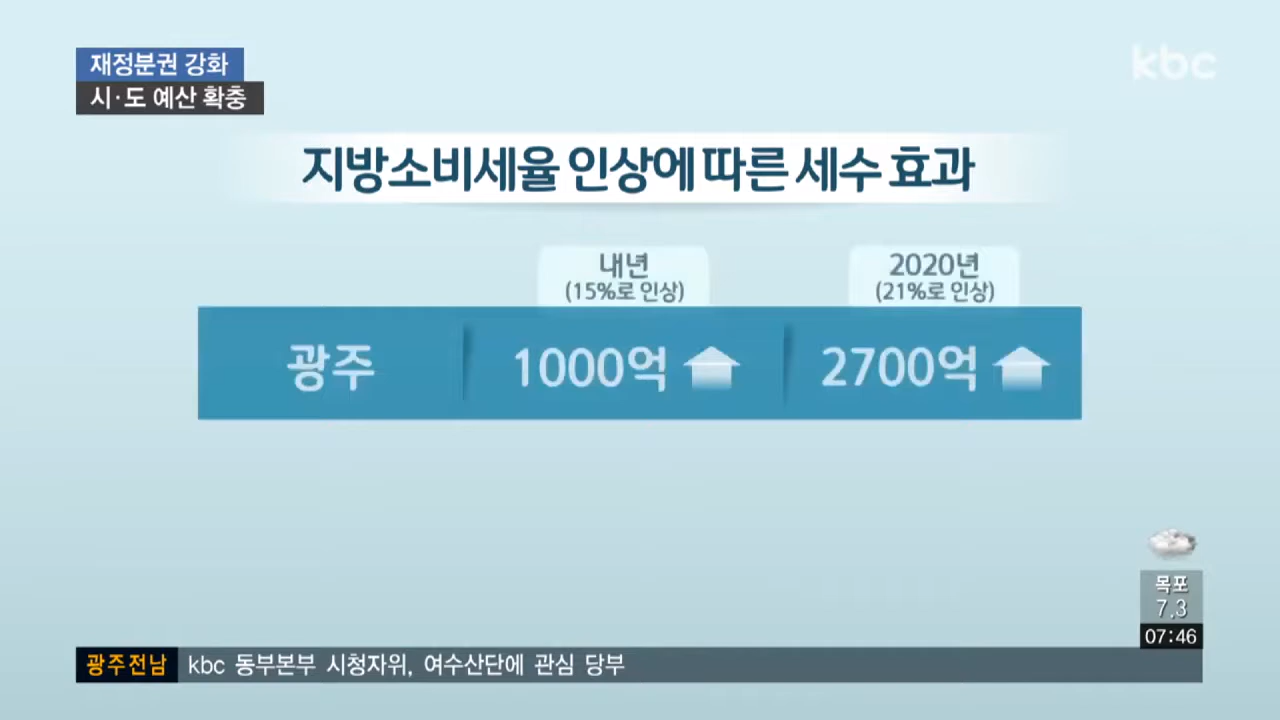 재정분권 강화
시·도 예산 확충
kbc
지방소비세율 인상에 따른 세수 효과
내년
(15%로 인상)
2020년
(21%로 인상)
광주 1000억 2700억
목포
7.3
07:46
광주전남 kbc 동부본부 시청자위, 여수산단에 관심 당부